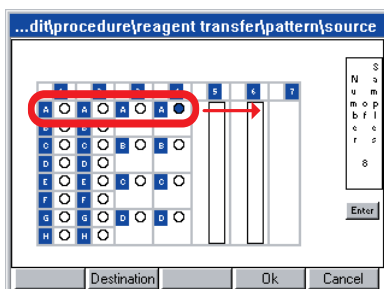 ...dit\procedure\reagent transfer\pattern\source
5 6 7
A A A A
C C B B
D D
E E C C
F F
G G D D
H H
Number
of
Samples
8
Enter
Destination Ok Cancel